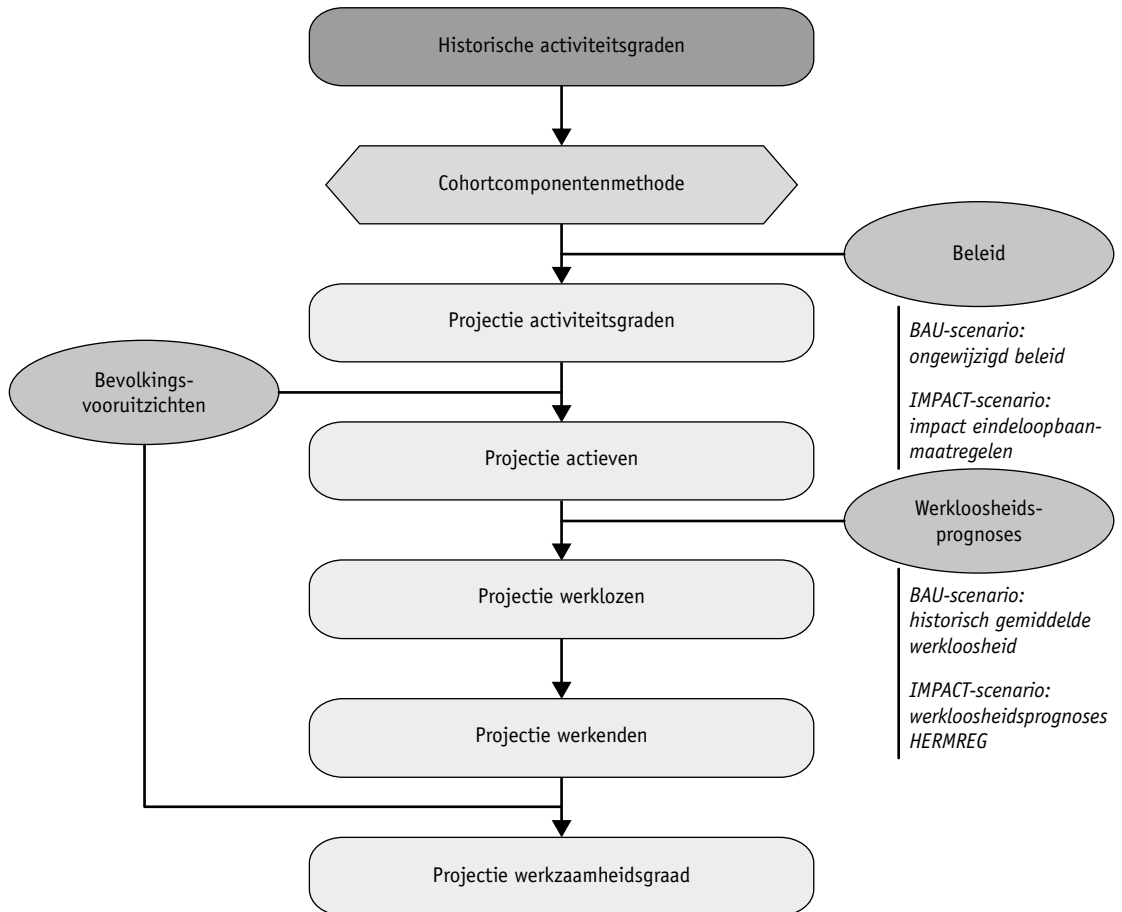 Historische activiteitsgraden
Cohortcomponentenmethode
Beleid
Projectie activiteitsgraden
BAU-scenario:
ongewijzigd beleid
IMPACT-scenario:
impact eindeloopbaan-
maatregelen
Bevolkings-
vooruitzichten
Projectie actieven
Werkloosheids-
prognoses
Projectie werklozen
BAU-scenario:
historisch gemiddelde
werkloosheid
IMPACT-scenario:
werkloosheidsprognoses
HERMREG
Projectie werkenden
Projectie werkzaamheidsgraad